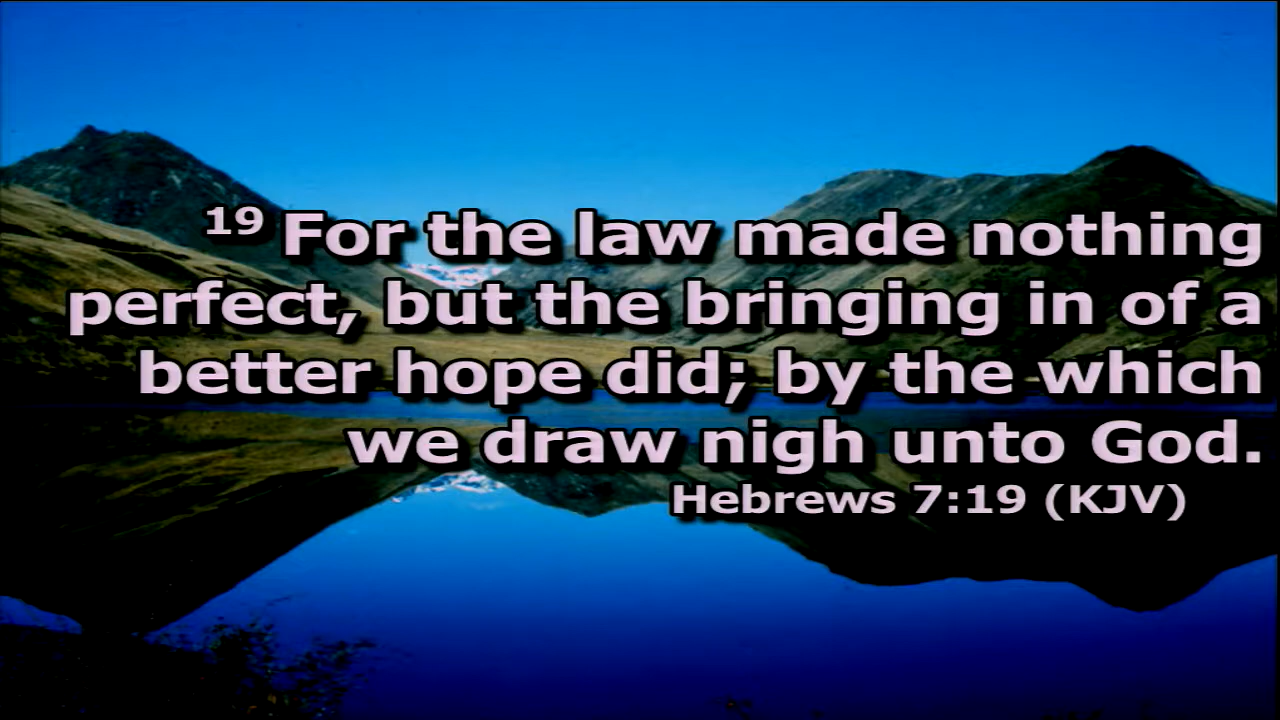 19 For the law made nothing
perfect, but the bringing in of a
better hope did; by the which
we draw nigh unto God.
Hebrews 7:19 (KJV)